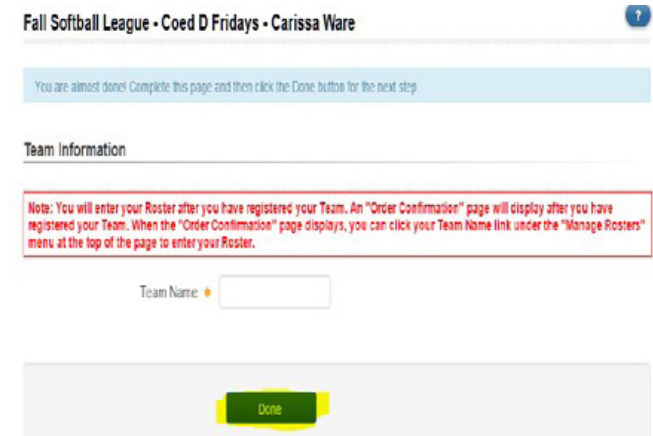 Fall Softball League - Coed D Fridays - Carissa Ware
?
You are almost done! Complete this page and then click the Done button for the next step.
Team Information
Note: You will enter your Roster after you have registered your Team. An "Order Confirmation" page will display after you have
registered your Team. When the "Order Confirmation" page displays, you can click your Team Name link under the "Manage Rosters"
menu at the top of the page to enter your Roster.
Team Name *
Done